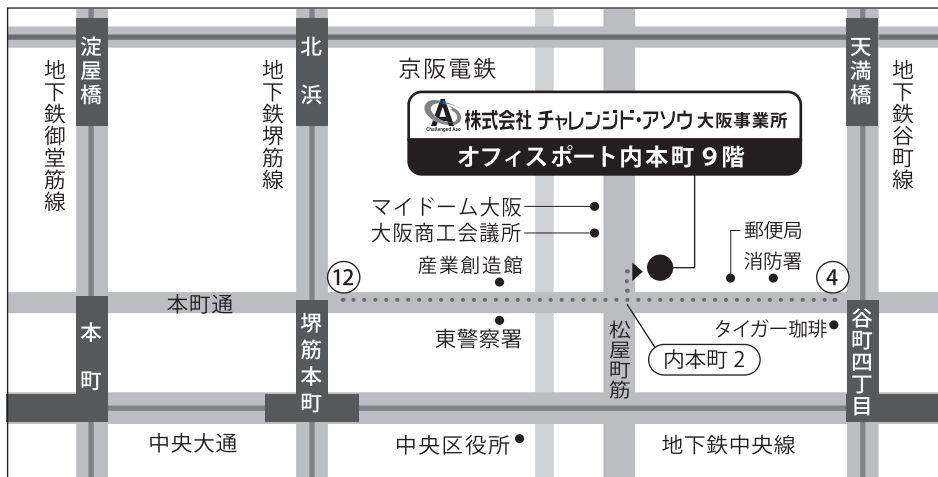 淀屋橋
北浜
天満橋
地下鉄御堂筋線
地下鉄堺筋線
京阪電鉄
地下鉄谷町線
A
Challenged Aso
株式会社 チャレンジド・アソウ 大阪事業所
オフィスポート内本町 9階
マイドーム大阪
大阪商工会議所
産業創造館
郵便局
消防署
12
4
本町通
本町
堺筋本町
東警察署
松屋町筋
内本町 2
タイガー珈琲
谷町四丁目
中央大通
中央区役所
地下鉄中央線